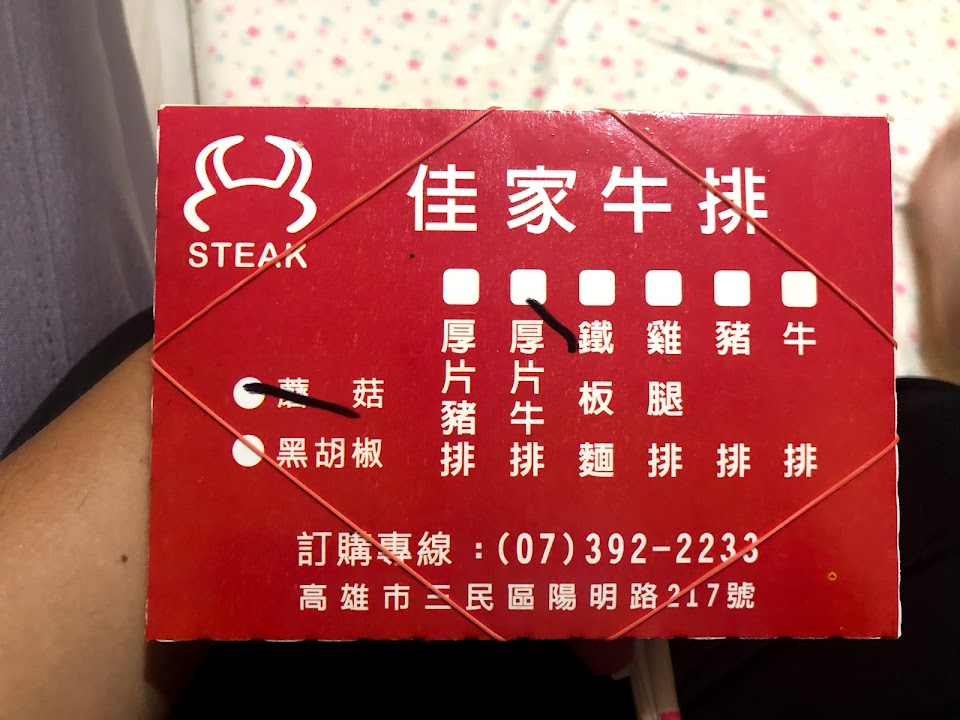 佳家牛排
STEAK
牛排
豬排
雞腿排
鐵板麵
厚片牛排
厚片豬排
蘑菇
黑胡椒
訂購專線:(07)392-2233
高雄市三民區陽明路217號